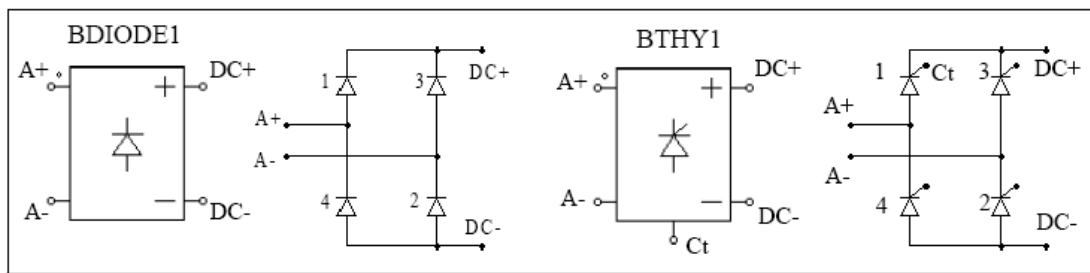 BDIODE1
A+
DC+
A-
DC-
1
3
DC+
A+
A-
4
2
DC-
BTHY1
A+
DC+
A-
DC-
Ct
1
Ct
3
DC+
A+
A-
4
2
DC-